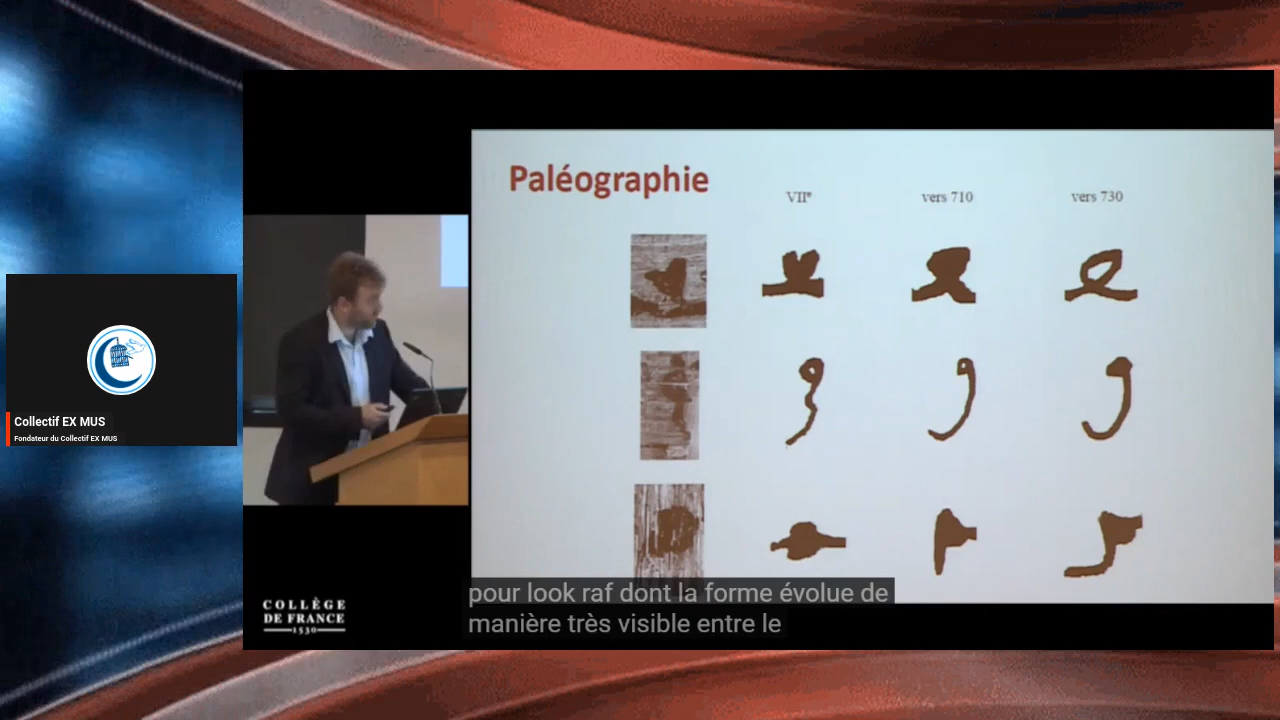 Paléographie
VIIᵉ
vers 710
vers 730
Collectif EX MUS
Fondateur du Collectif EX MUS
COLLÈGE
DE FRANCE
1530
pour look raf dont la forme évolue de
manière très visible entre le